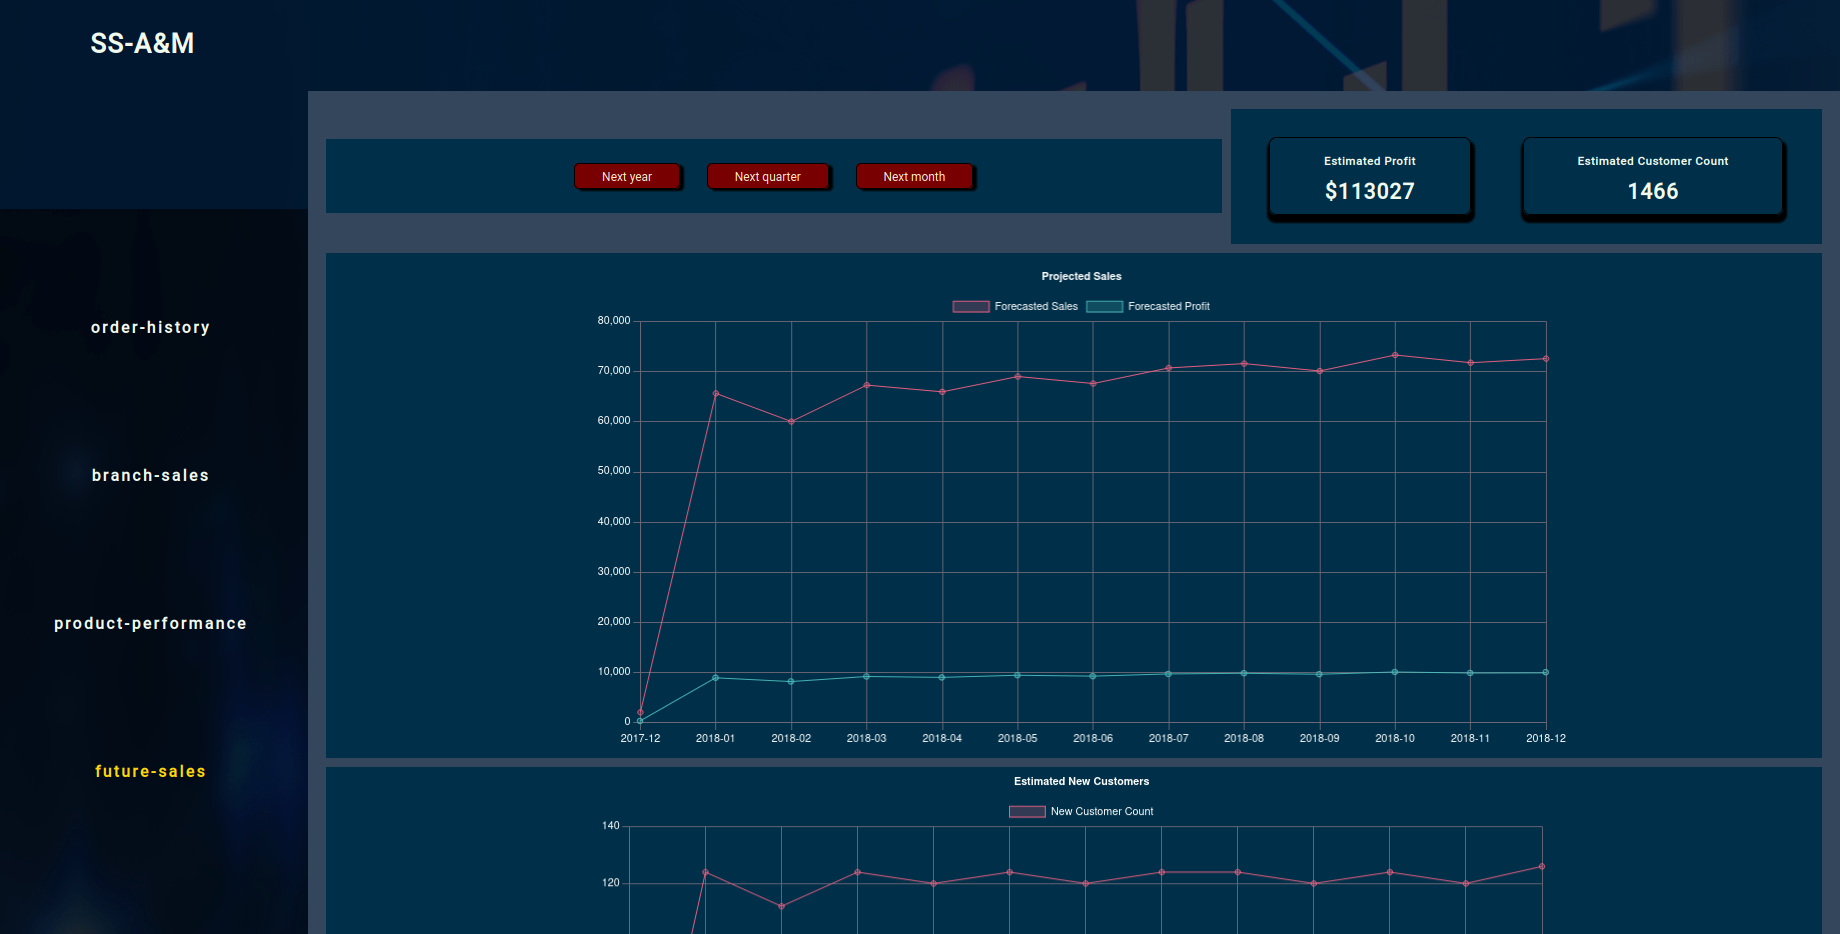 SS-A&M
order-history
branch-sales
product-performance
future-sales
Next year
Next quarter
Next month
Estimated Profit
$113027
Estimated Customer Count
1466
Projected Sales
Forecasted Sales Forecasted Profit
80,000
70,000
60,000
50,000
40,000
30,000
20,000
10,000
0
2017-12 2018-01 2018-02 2018-03 2018-04 2018-05 2018-06 2018-07 2018-08 2018-09 2018-10 2018-11 2018-12
Estimated New Customers
New Customer Count
140
120